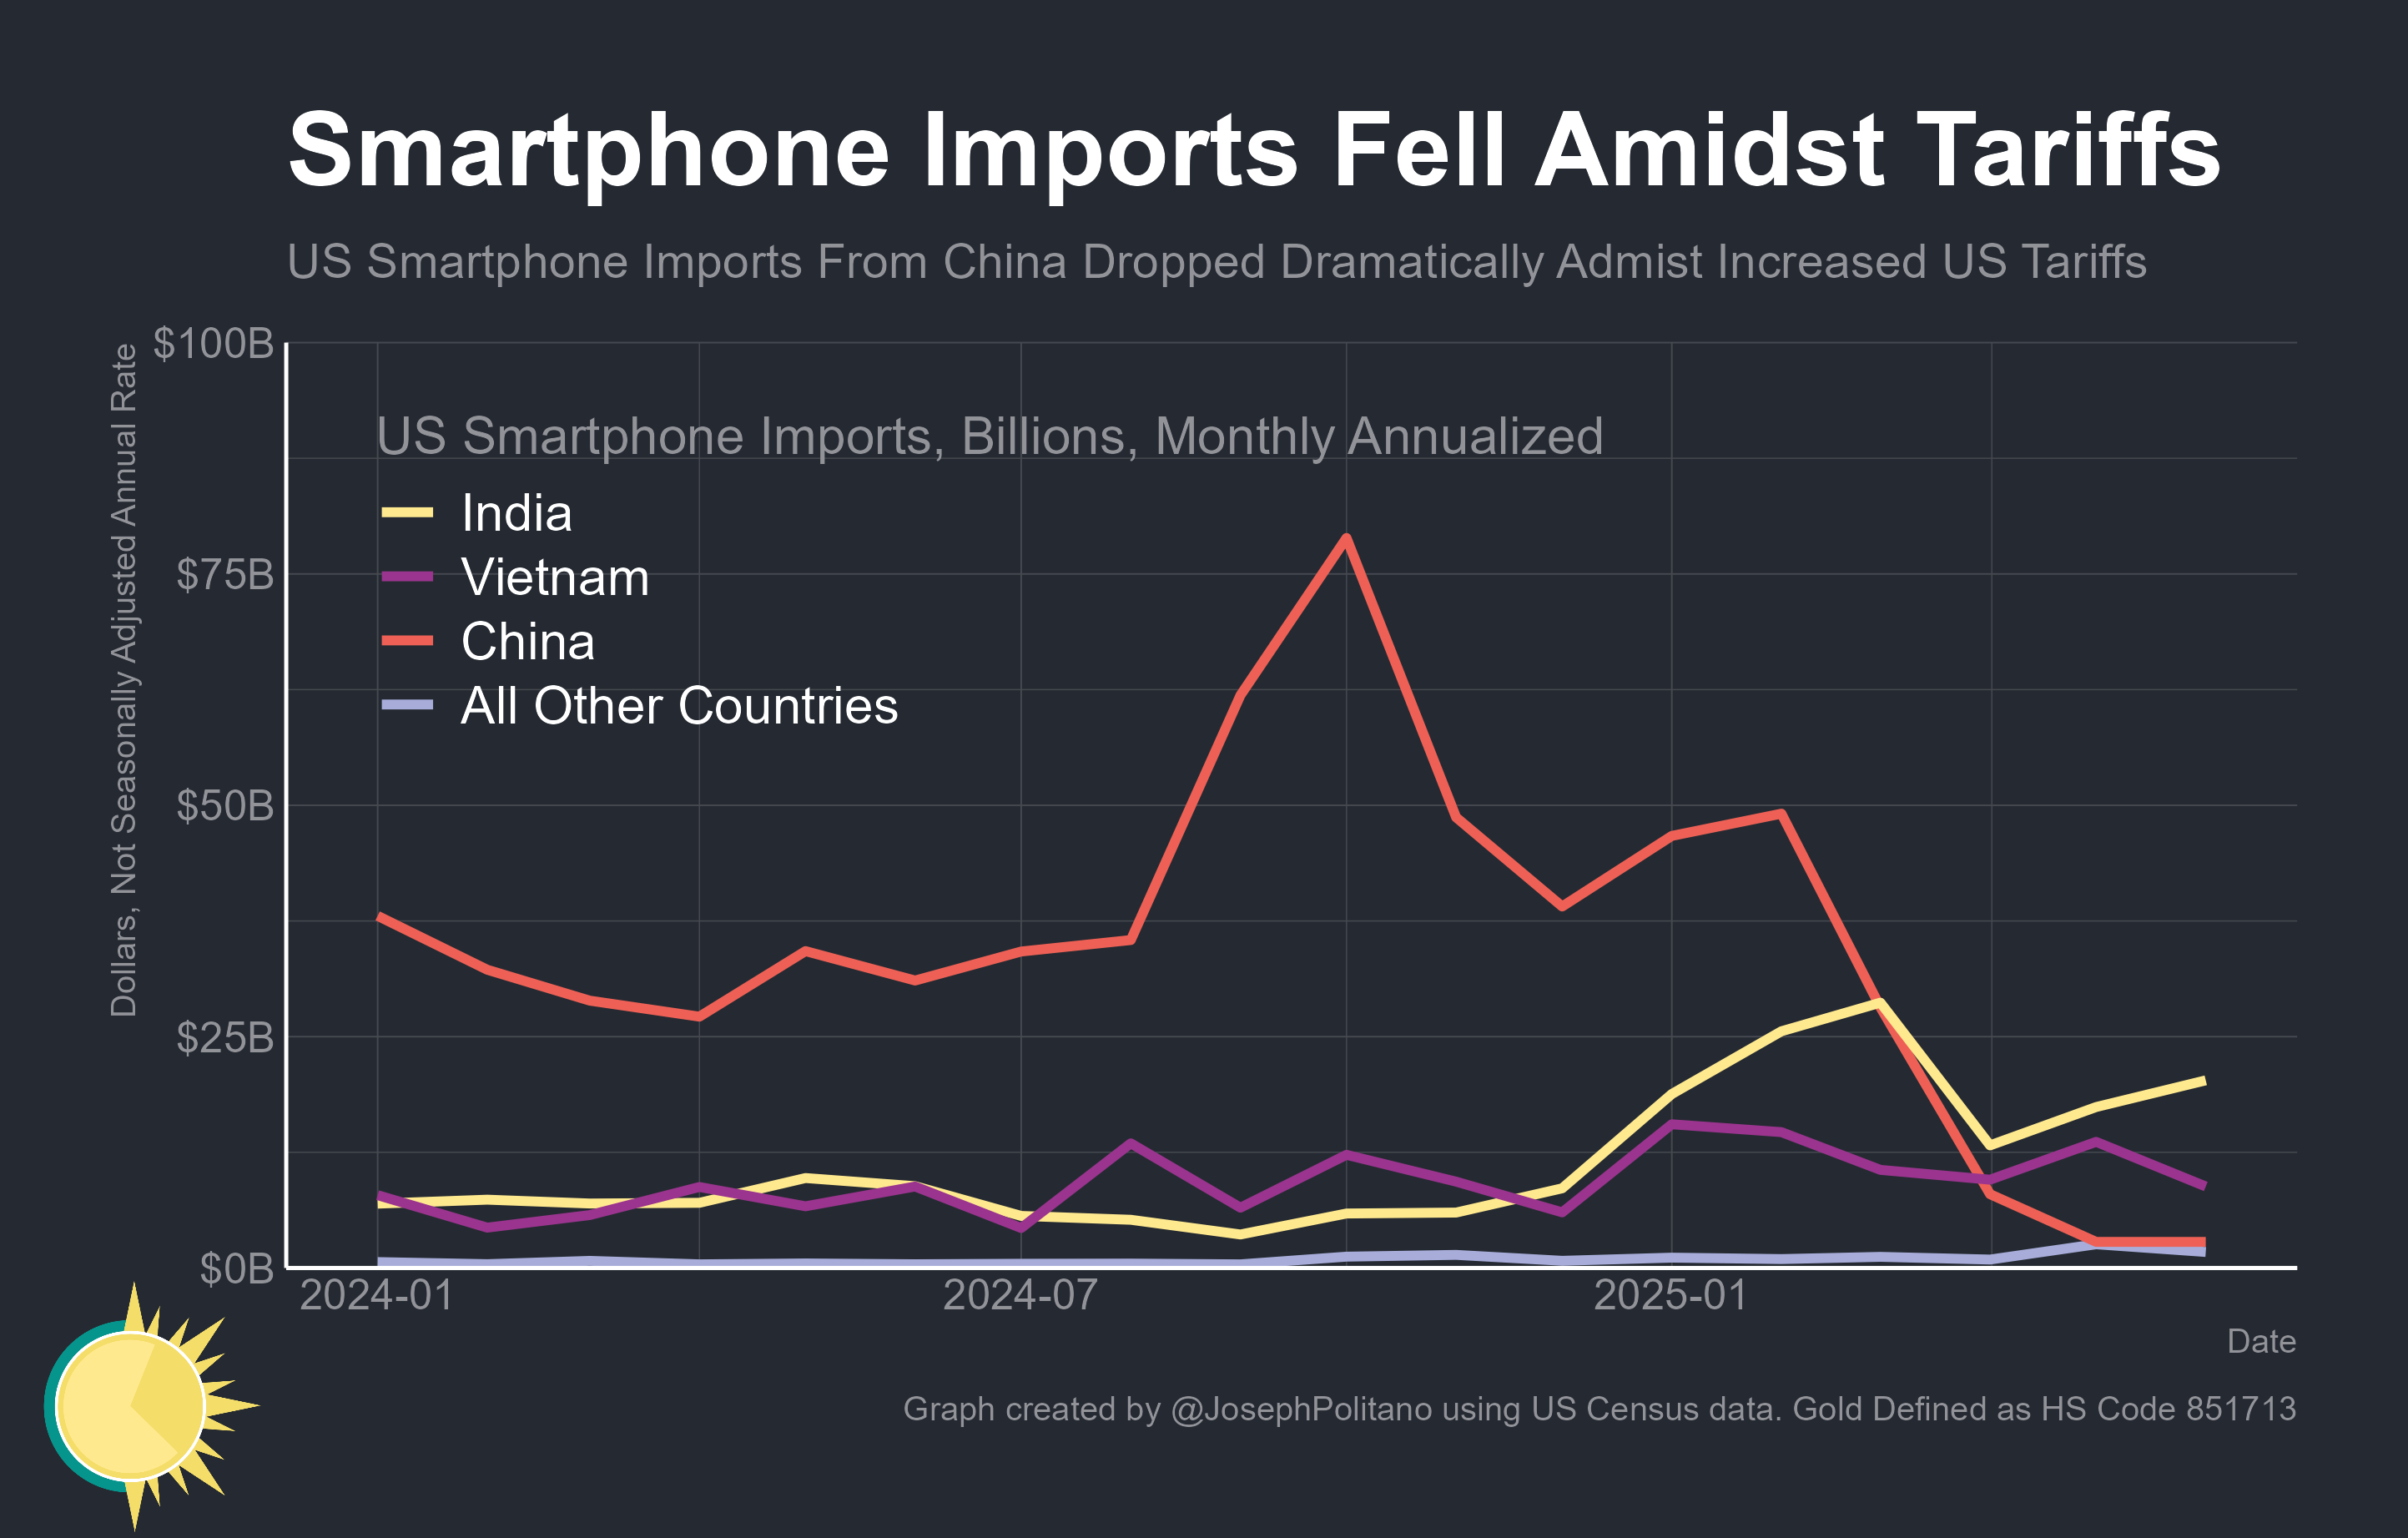 Smartphone Imports Fell Amidst Tariffs
US Smartphone Imports From China Dropped Dramatically Admist Increased US Tariffs
Dollars, Not Seasonally Adjusted Annual Rate
$100B
$75B
$50B
$25B
$0B
US Smartphone Imports, Billions, Monthly Annualized
India
Vietnam
China
All Other Countries
2024-01
2024-07
2025-01
Date
Graph created by @JosephPolitano using US Census data. Gold Defined as HS Code 851713